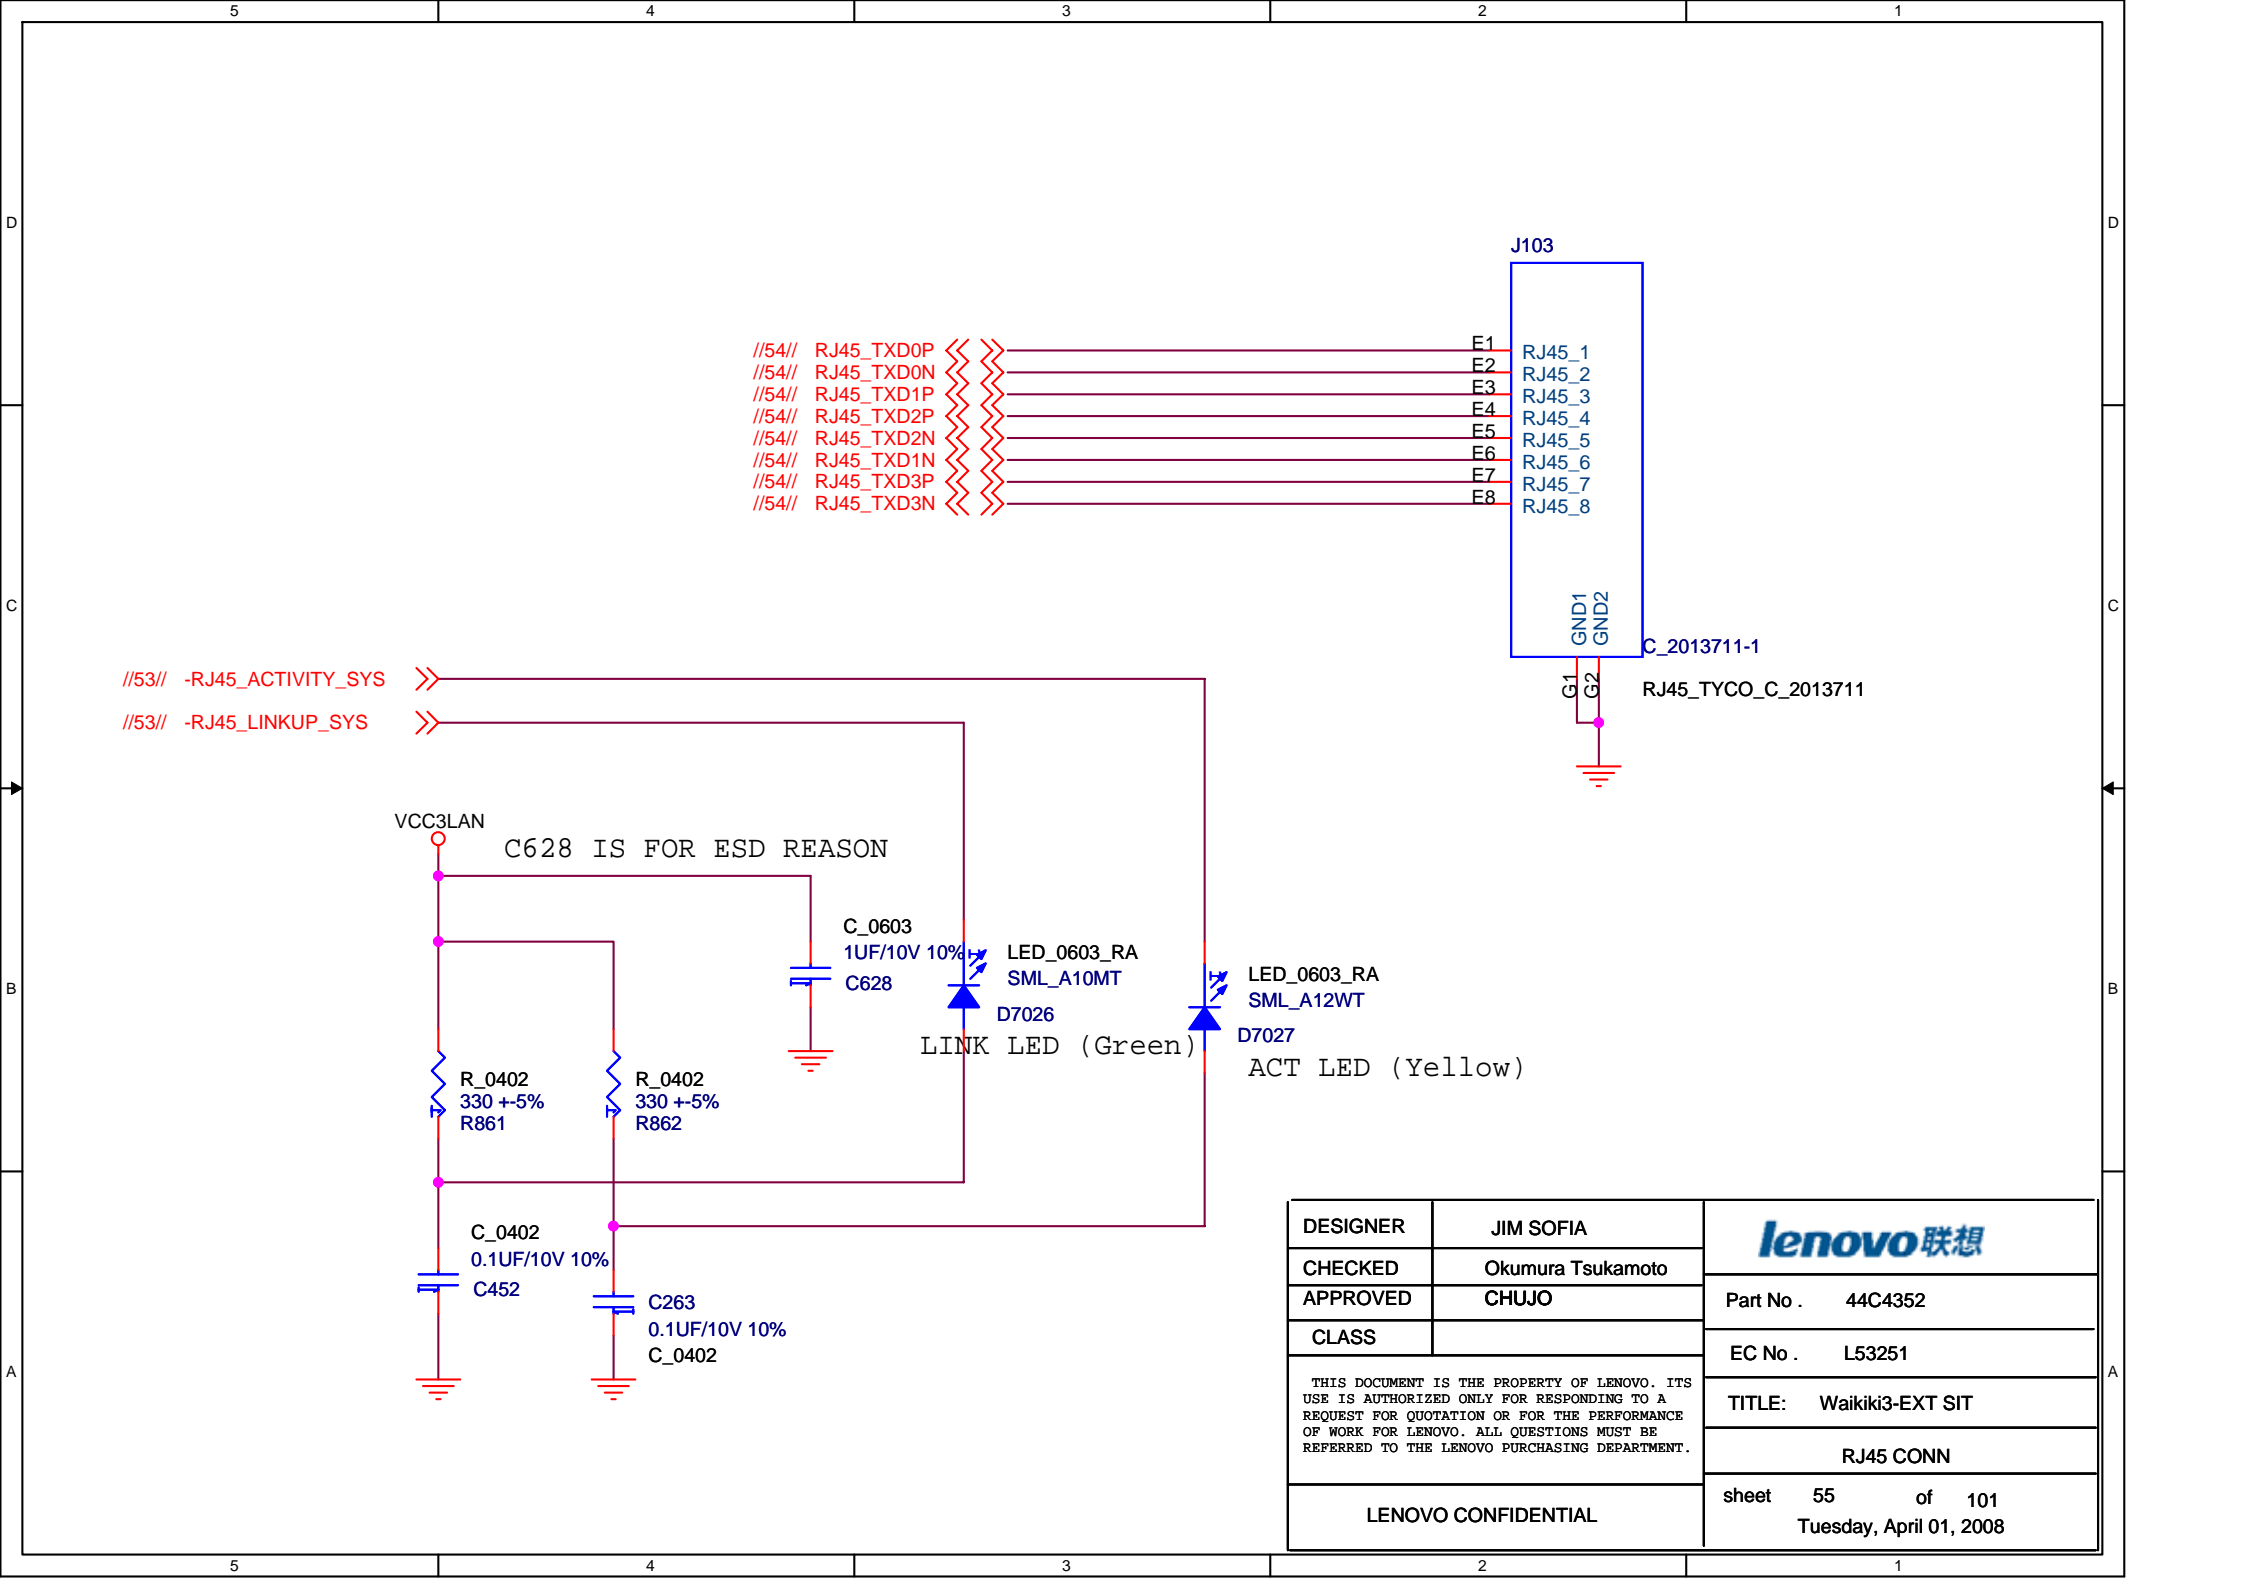 5 4 3 2 1
D D
J103
//54// RJ45_TXD0P E1 RJ45_1
//54// RJ45_TXD0N E2 RJ45_2
//54// RJ45_TXD1P E3 RJ45_3
//54// RJ45_TXD2P E4 RJ45_4
//54// RJ45_TXD2N E5 RJ45_5
//54// RJ45_TXD1N E6 RJ45_6
//54// RJ45_TXD3P E7 RJ45_7
//54// RJ45_TXD3N E8 RJ45_8
C C
GND1 GND2
C_2013711-1
G1 G2
RJ45_TYCO_C_2013711
//53// -RJ45_ACTIVITY_SYS
//53// -RJ45_LINKUP_SYS
VCC3LAN
C628 IS FOR ESD REASON
C_0603
1UF/10V 10%
C628
LED_0603_RA
SML_A10MT
D7026
LINK LED (Green)
LED_0603_RA
SML_A12WT
D7027
ACT LED (Yellow)
B B
R_0402
330 +-5%
R861
R_0402
330 +-5%
R862
C_0402
0.1UF/10V 10%
C452
C263
0.1UF/10V 10%
C_0402
A A
DESIGNER JIM SOFIA
CHECKED Okumura Tsukamoto
APPROVED CHUJO
CLASS
THIS DOCUMENT IS THE PROPERTY OF LENOVO. ITS
USE IS AUTHORIZED ONLY FOR RESPONDING TO A
REQUEST FOR QUOTATION OR FOR THE PERFORMANCE
OF WORK FOR LENOVO. ALL QUESTIONS MUST BE
REFERRED TO THE LENOVO PURCHASING DEPARTMENT.
LENOVO CONFIDENTIAL
lenovo联想
Part No . 44C4352
EC No . L53251
TITLE: Waikiki3-EXT SIT
RJ45 CONN
sheet 55 of 101
Tuesday, April 01, 2008
5 4 3 2 1